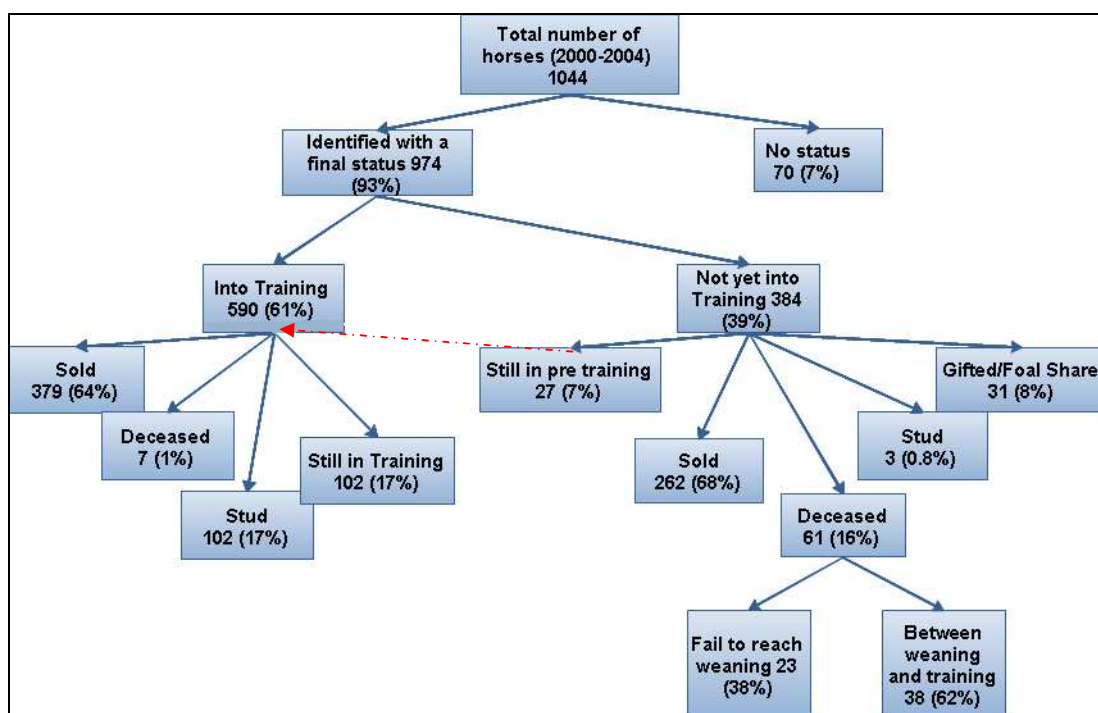 Total number of
horses (2000-2004)
1044
Identified with a
final status 974
(93%)
No status
70 (7%)
Into Training
590 (61%)
Not yet into
Training 384
(39%)
Sold
379 (64%)
Deceased
7 (1%)
Stud
102 (17%)
Still in Training
102 (17%)
Still in pre training
27 (7%)
Sold
262 (68%)
Deceased
61 (16%)
Stud
3 (0.8%)
Gifted/Foal Share
31 (8%)
Fail to reach
weaning 23
(38%)
Between
weaning
and training
38 (62%)